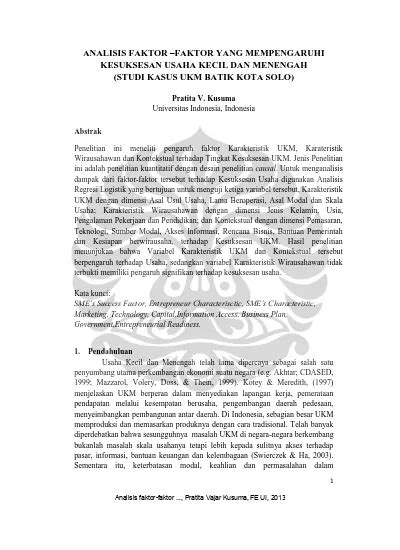 ANALISIS FAKTOR –FAKTOR YANG MEMPENGARUHI
KESUKSESAN USAHA KECIL DAN MENENGAH
(STUDI KASUS UKM BATIK KOTA SOLO)
Pratita V. Kusuma
Universitas Indonesia, Indonesia
Abstrak
Penelitian ini meneliti pengaruh faktor Karakteristik UKM, Karateristik
Wirausahawan dan Kontekstual terhadap Tingkat Kesuksesan UKM. Jenis Penelitian
ini adalah penelitian kuantitatif dengan desain penelitian causal. Untuk menganalisis
dampak dari faktor-faktor tersebut terhadap Kesuksesan Usaha digunakan Analisis
Regresi Logistik yang bertujuan untuk menguji ketiga variabel tersebut. Karakteristik
UKM dengan dimensi Asal Usul Usaha, Lama Beroperasi, Asal Modal dan Skala
Usaha; Karakteristik Wirausahawan dengan dimensi Jenis Kelamin, Usia,
Pengalaman Pekerjaan dan Pendidikan; dan Kontekstual dengan dimensi Pemasaran,
Teknologi, Sumber Modal, Akses Informasi, Rencana Bisnis, Bantuan Pemerintah
dan Kesiapan berwirausaha, terhadap Kesuksesan UKM. Hasil penelitian
menunjukan bahwa Variabel Karakteristik UKM dan Kontekstual tersebut
berpengaruh terhadap Usaha, sedangkan variabel Karakteristik Wirausahawan tidak
terbukti memiliki pengaruh signifikan terhadap kesuksesan usaha.
Kata kunci:
SME's Success Factor, Entrepreneur Characterisctic, SME's Characteristic,
Marketing, Technology, Capital,Information Access, Business Plan,
Government,Entrepreneurial Readiness.
1. Pendahuluan
Usaha Kecil dan Menengah telah lama dipercaya sebagai salah satu
penyumbang utama perkembangan ekonomi suatu negara (e.g. Akhtar; CDASED,
1999; Mazzarol, Volery, Doss, & Thein, 1999). Kotey & Meredith, (1997)
menjelaskan UKM berperan dalam menyediakan lapangan kerja, pemerataan
pendapatan melalui kesempatan berusaha, pengembangan daerah pedesaan,
menyeimbangkan pembangunan antar daerah. Di Indonesia, sebagian besar UKM
memproduksi dan memasarkan produknya dengan cara tradisional. Telah banyak
diperdebatkan bahwa sesungguhnya masalah UKM di negara-negara berkembang
bukanlah masalah skala usahanya tetapi lebih kepada sulitnya akses terhadap
pasar, informasi, bantuan keuangan dan kelembagaan (Swierczek & Ha, 2003).
Sementara itu, keterbatasan modal, keahlian dan permasalahan dalam
1
Analisis faktor-faktor ..., Pratita Vajar Kusuma, FE UI, 2013